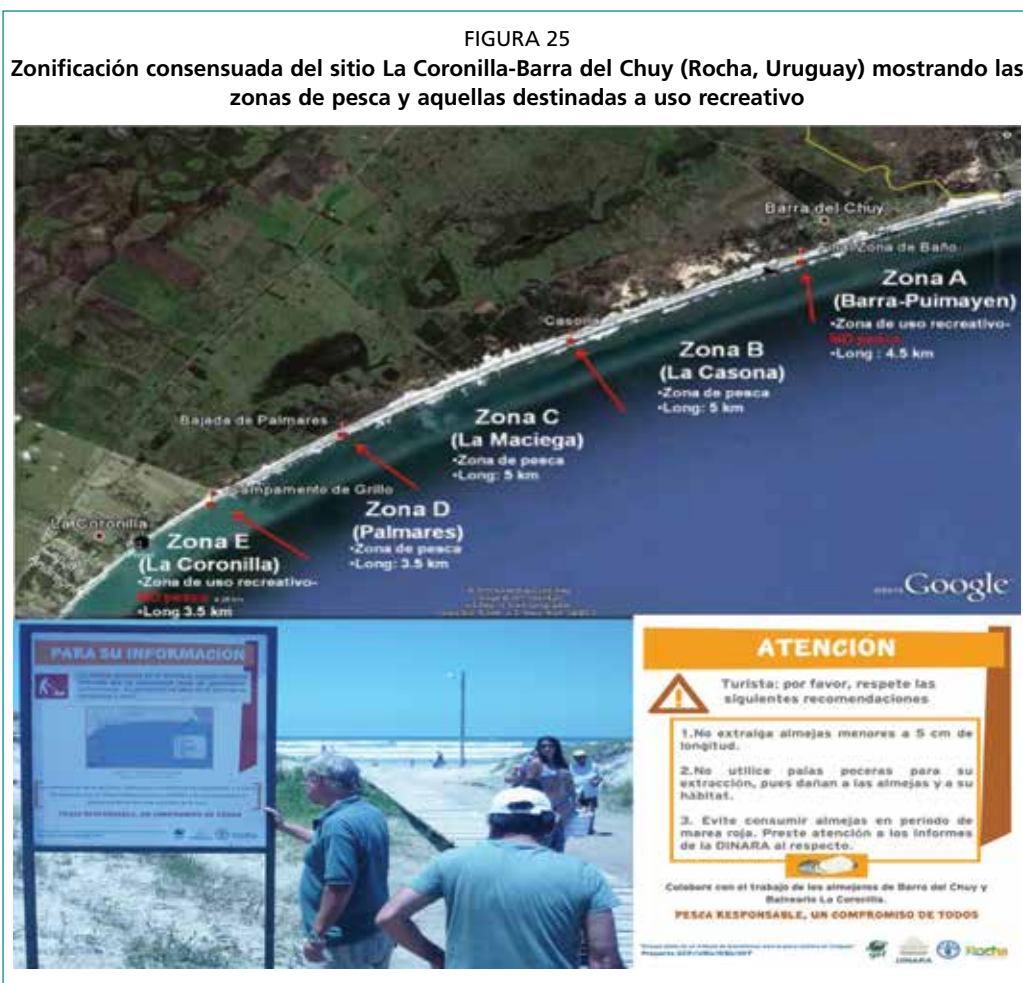 FIGURA 25
Zonificación consensuada del sitio La Coronilla-Barra del Chuy (Rocha, Uruguay) mostrando las
zonas de pesca y aquellas destinadas a uso recreativo
Barra del Chuy
Final Zona de Baño
Zona A
(Barra-Puimayen)
•Zona de uso recreativo-
NO pesca
•Long : 4.5 km
Casona
Zona B
(La Casona)
•Zona de pesca
•Long: 5 km
Bajada de Palmares
Zona C
(La Maciega)
•Zona de pesca
•Long: 5 km
Campamento de Grillo
Zona D
(Palmares)
•Zona de pesca
•Long: 3.5 km
La Coronilla
Zona E
(La Coronilla)
•Zona de uso recreativo-
NO pesca
•Long 3.5 km
Google
PARA SU INFORMACIÓN
PESCA RESPONSABLE, UN COMPROMISO DE TODOS
ATENCIÓN
Turista: por favor, respete las
siguientes recomendaciones
1.No extraiga almejas menores a 5 cm de
longitud.
2.No utilice palas poceras para su
extracción, pues dañan a las almejas y a su
hábitat.
3. Evite consumir almejas en período de
marea roja. Preste atención a los informes
de la DINARA al respecto.
Colabore con el trabajo de los almejeros de Barra del Chuy y
Balneario La Coronilla.
PESCA RESPONSABLE, UN COMPROMISO DE TODOS
DINARA
Rocha